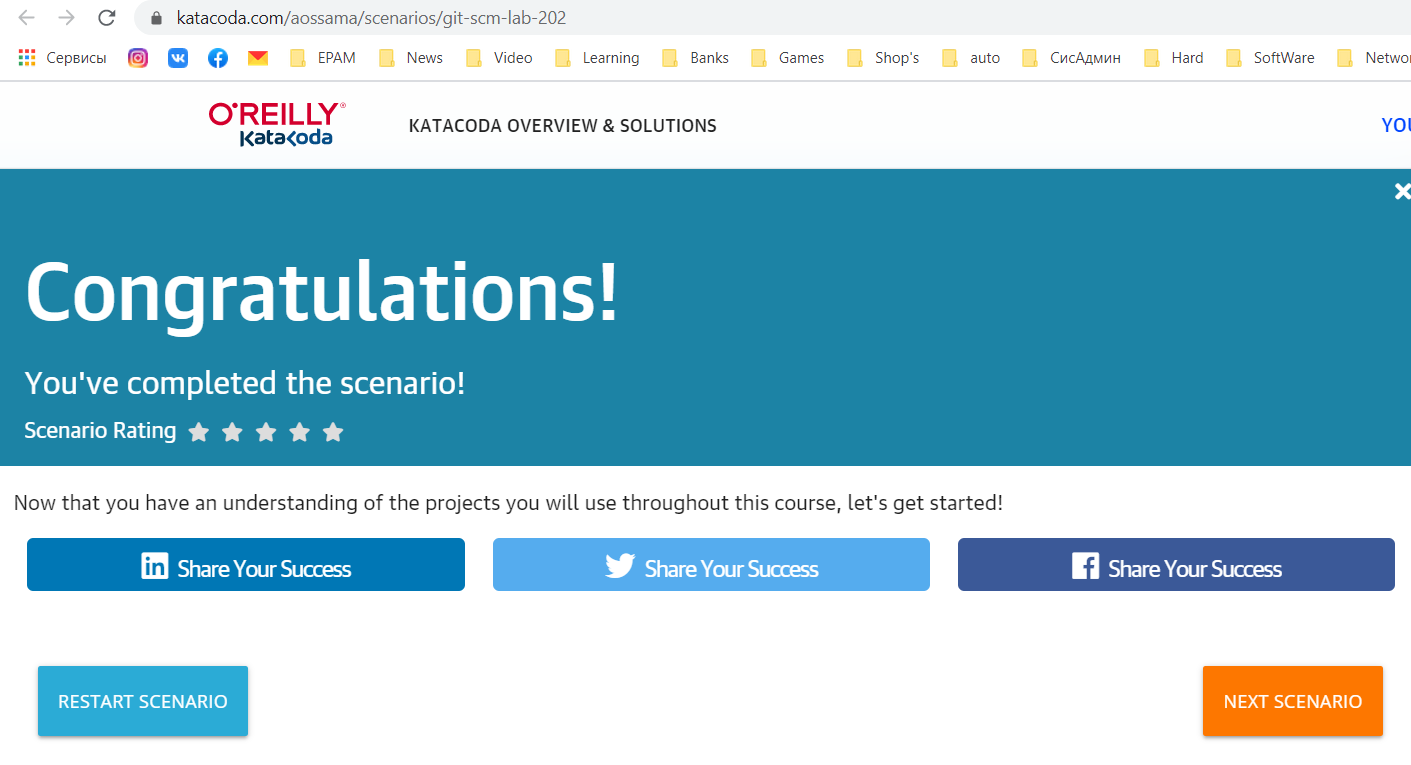 katacoda.com/aossama/scenarios/git-scm-lab-202
Сервисы EPAM News Video Learning Banks Games Shop's auto СисАдмин Hard SoftWare Networ
O'REILLY®
Katacoda
KATACODA OVERVIEW & SOLUTIONS
YOU
Congratulations!
You've completed the scenario!
Scenario Rating
Now that you have an understanding of the projects you will use throughout this course, let's get started!
Share Your Success
Share Your Success
Share Your Success
RESTART SCENARIO
NEXT SCENARIO